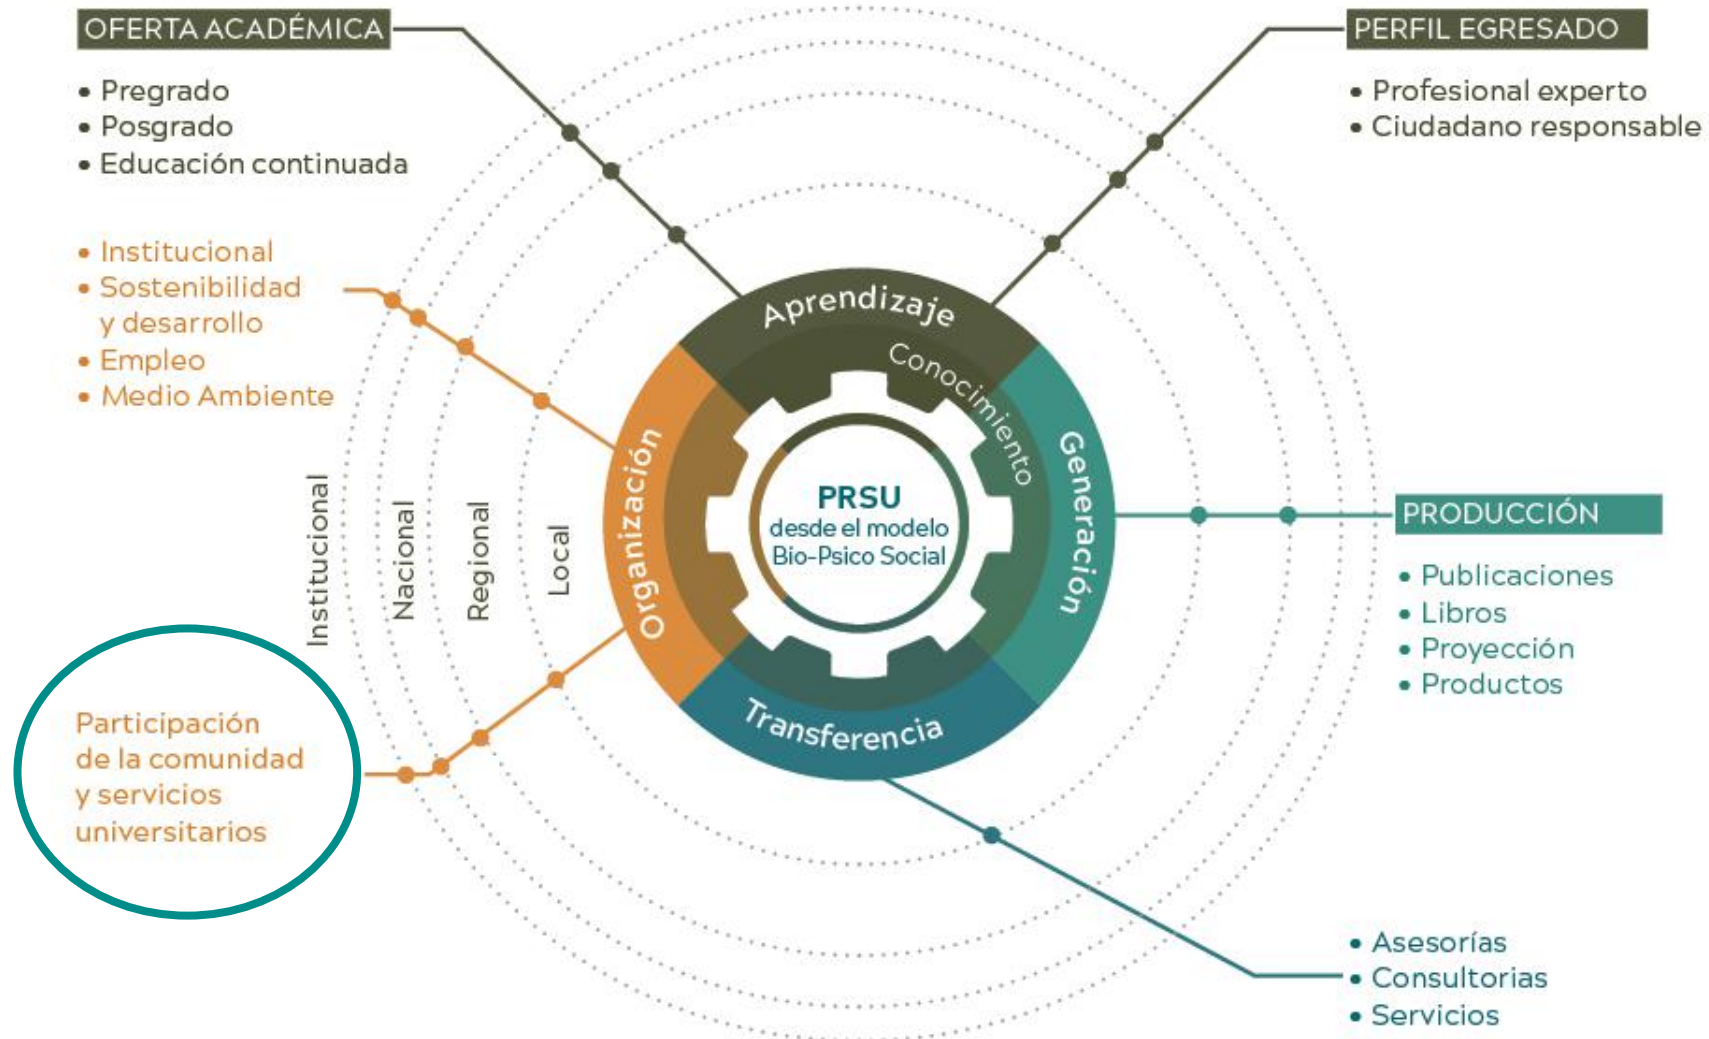 OFERTA ACADÉMICA
• Pregrado
• Posgrado
• Educación continuada
PERFIL EGRESADO
• Profesional experto
• Ciudadano responsable
• Institucional
• Sostenibilidad
y desarrollo
• Empleo
• Medio Ambiente
Aprendizaje
Conocimiento
Generación
Transferencia
Organización
PRSU
desde el modelo
Bio-Psico Social
Institucional
Nacional
Regional
Local
PRODUCCIÓN
• Publicaciones
• Libros
• Proyección
• Productos
Participación
de la comunidad
y servicios
universitarios
• Asesorías
• Consultorias
• Servicios